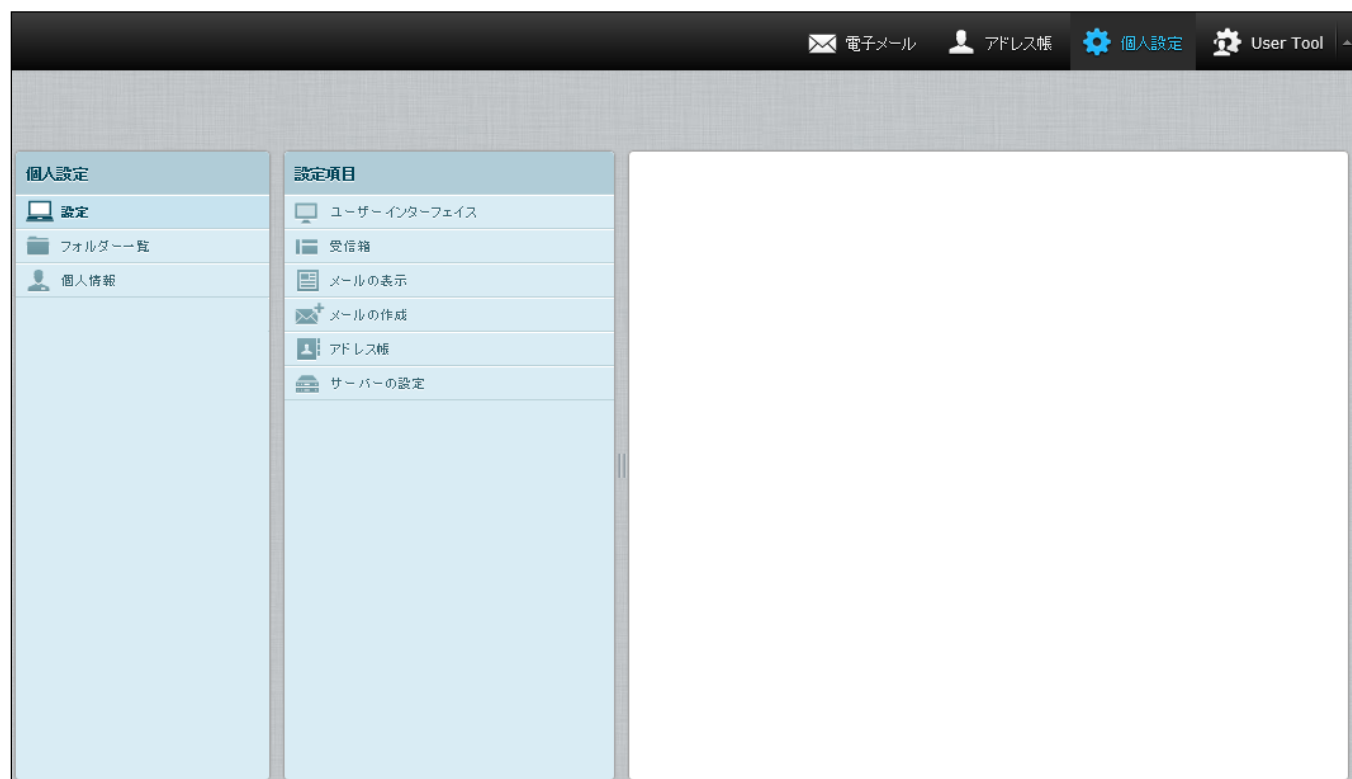 電子メール アドレス帳 個人設定 User Tool
個人設定
設定
フォルダー一覧
個人情報
設定項目
ユーザーインターフェイス
受信箱
メールの表示
メールの作成
アドレス帳
サーバーの設定